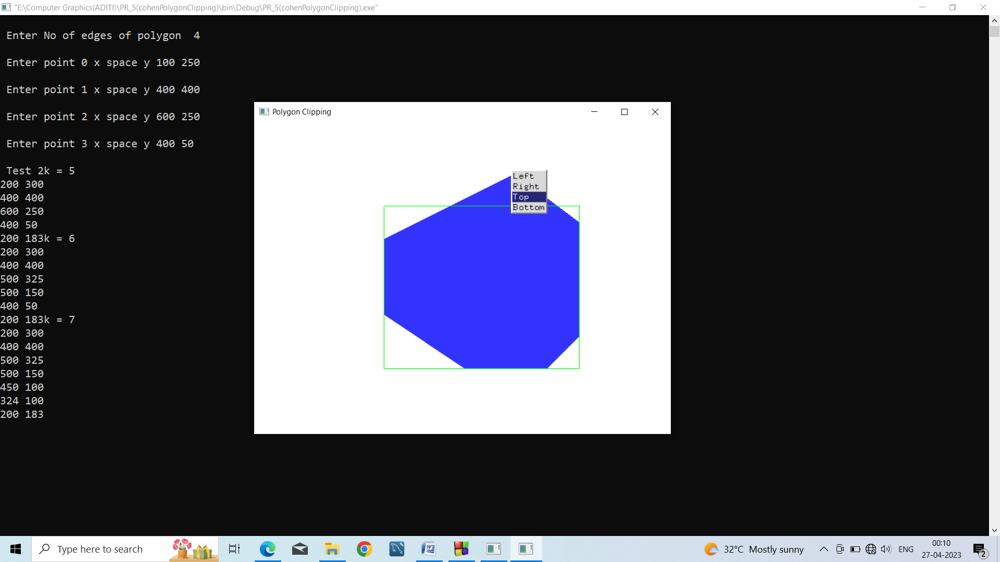 "E:\Computer Graphics(ADITI)\PR_5(cohenPolygonClipping)\bin\Debug\PR_5(cohenPolygonClipping).exe"
Enter No of edges of polygon  4
Enter point 0 x space y 100 250
Enter point 1 x space y 400 400
Enter point 2 x space y 600 250
Enter point 3 x space y 400 50
Test 2k = 5
200 300
400 400
600 250
400 50
200 183k = 6
200 300
400 400
500 325
500 150
400 50
200 183k = 7
200 300
400 400
500 325
500 150
450 100
324 100
200 183
Polygon Clipping
Left
Right
Top
Bottom
Type here to search
32°C Mostly sunny
ENG
00:10
27-04-2023
2